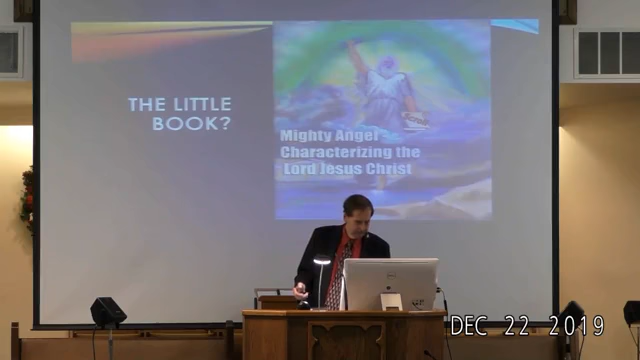 THE LITTLE
BOOK?
Mighty Angel
Characterizing the
Lord Jesus Christ
DEC 22 2019